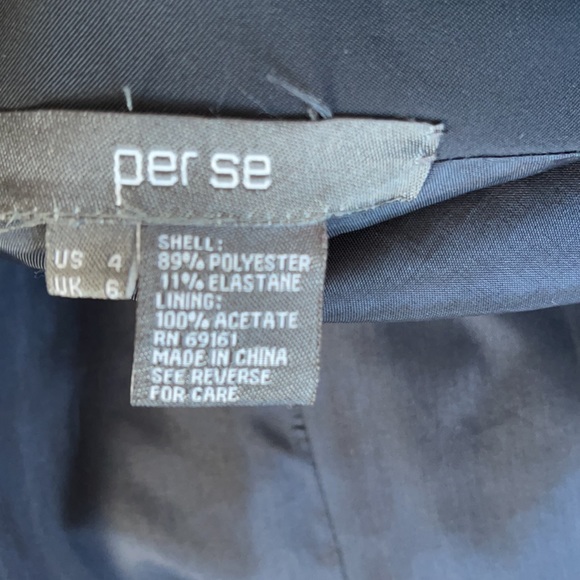 per se
US 4
UK 6
SHELL:
89% POLYESTER
11% ELASTANE
LINING:
100% ACETATE
RN 69161
MADE IN CHINA
SEE REVERSE
FOR CARE